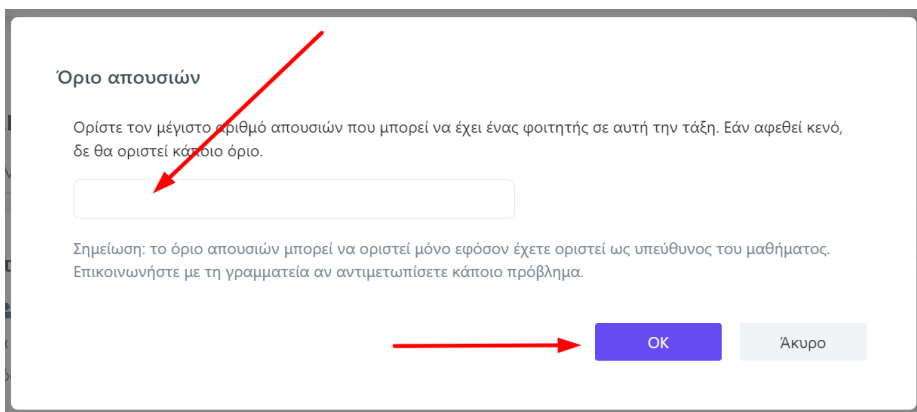 Όριο απουσιών
Ορίστε τον μέγιστο αριθμό απουσιών που μπορεί να έχει ένας φοιτητής σε αυτή την τάξη. Εάν αφεθεί κενό,
δε θα οριστεί κάποιο όριο.
Σημείωση: το όριο απουσιών μπορεί να οριστεί μόνο εφόσον έχετε οριστεί ως υπεύθυνος του μαθήματος.
Επικοινωνήστε με τη γραμματεία αν αντιμετωπίσετε κάποιο πρόβλημα.
OK Άκυρο